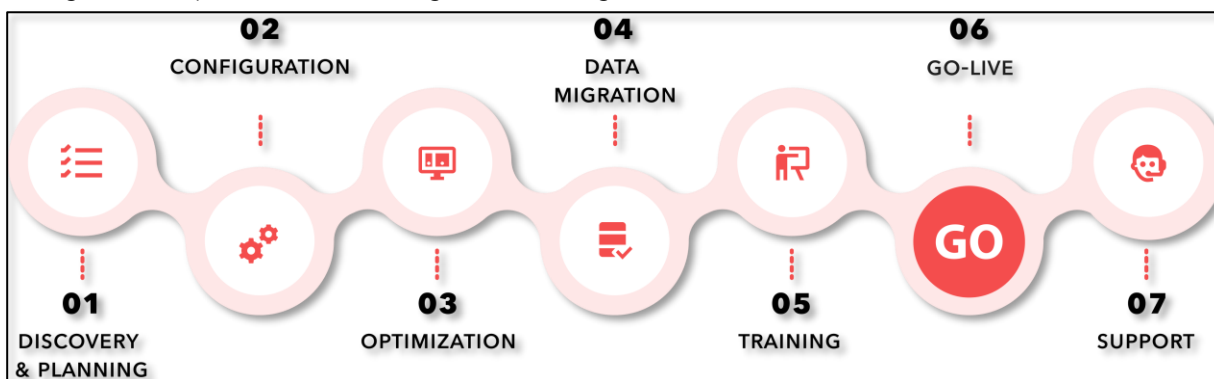 01
DISCOVERY
& PLANNING
02
CONFIGURATION
03
OPTIMIZATION
04
DATA
MIGRATION
05
TRAINING
06
GO-LIVE
GO
07
SUPPORT